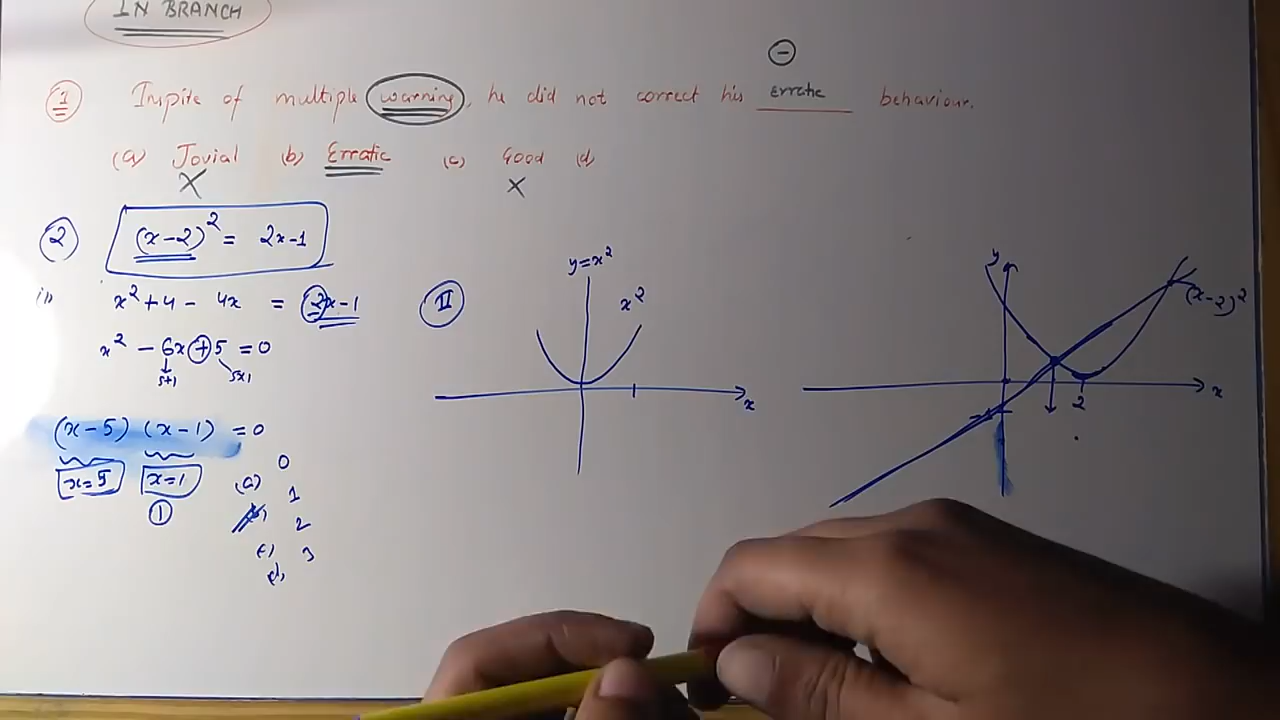 IN BRANCH
① Inspite of multiple warning, he did not correct his erratic behaviour.
⊖
(a) Jovial (b) Erratic (c) Good (d)
X X
② (x-2)² = 2x-1
x²+4-4x = 2x-1
x² - 6x + 5 = 0
5+1 5x1
(x-5) (x-1) = 0
x=5 x=1
①
(a) 0
1
(c) 2
(d) 3
II
y=x²
x²
x
y
(x-2)²
2
x